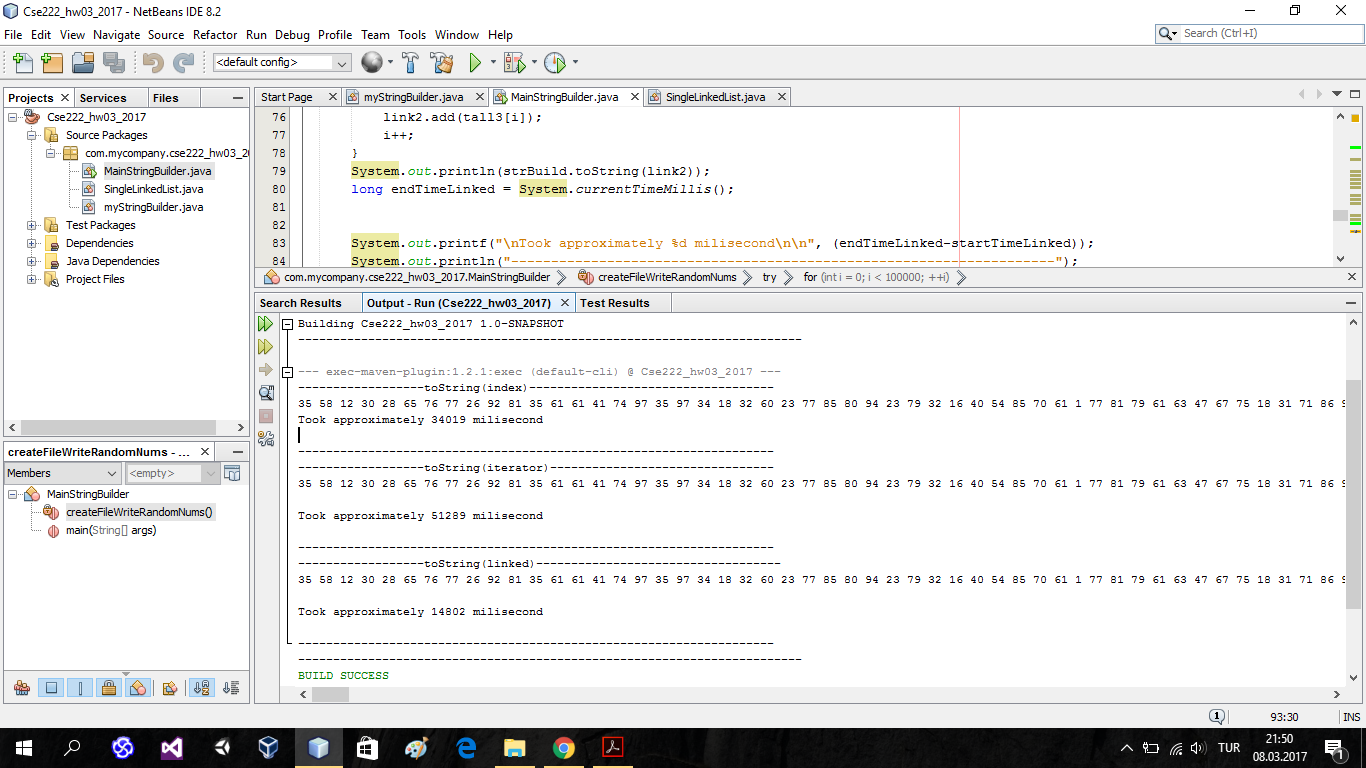 Cse222_hw03_2017 - NetBeans IDE 8.2
File Edit View Navigate Source Refactor Run Debug Profile Team Tools Window Help
Search (Ctrl+I)
<default config>
Projects Services Files
Cse222_hw03_2017
Source Packages
com.mycompany.cse222_hw03_2
MainStringBuilder.java
SingleLinkedList.java
myStringBuilder.java
Test Packages
Dependencies
Java Dependencies
Project Files
createFileWriteRandomNums - ...
Members <empty>
MainStringBuilder
createFileWriteRandomNums()
main(String[] args)
Start Page myStringBuilder.java MainStringBuilder.java SingleLinkedList.java
76 link2.add(tall3[i]);
77 i++;
78 }
79 System.out.println(strBuild.toString(link2));
80 long endTimeLinked = System.currentTimeMillis();
81
82
83 System.out.printf("\nTook approximately %d milisecond\n\n", (endTimeLinked-startTimeLinked));
84 System.out.println("------------------------------------------------------------------------------");
com.mycompany.cse222_hw03_2017.MainStringBuilder createFileWriteRandomNums try for (int i = 0; i < 100000; ++i)
Search Results Output - Run (Cse222_hw03_2017) Test Results
Building Cse222_hw03_2017 1.0-SNAPSHOT
------------------------------------------------------------------------
--- exec-maven-plugin:1.2.1:exec (default-cli) @ Cse222_hw03_2017 ---
------------------toString(index)-----------------------------------
35 58 12 30 28 65 76 77 26 92 81 35 61 61 41 74 97 35 97 34 18 32 60 23 77 85 80 94 23 79 32 16 40 54 85 70 61 1 77 81 79 61 63 47 67 75 18 31 71 86
Took approximately 34019 milisecond
--------------------------------------------------------------------
------------------toString(iterator)--------------------------------
35 58 12 30 28 65 76 77 26 92 81 35 61 61 41 74 97 35 97 34 18 32 60 23 77 85 80 94 23 79 32 16 40 54 85 70 61 1 77 81 79 61 63 47 67 75 18 31 71 86
Took approximately 51289 milisecond
--------------------------------------------------------------------
------------------toString(linked)-----------------------------------
35 58 12 30 28 65 76 77 26 92 81 35 61 61 41 74 97 35 97 34 18 32 60 23 77 85 80 94 23 79 32 16 40 54 85 70 61 1 77 81 79 61 63 47 67 75 18 31 71 86
Took approximately 14802 milisecond
--------------------------------------------------------------------
------------------------------------------------------------------------
BUILD SUCCESS
1 93:30 INS
TUR 21:50
08.03.2017 1